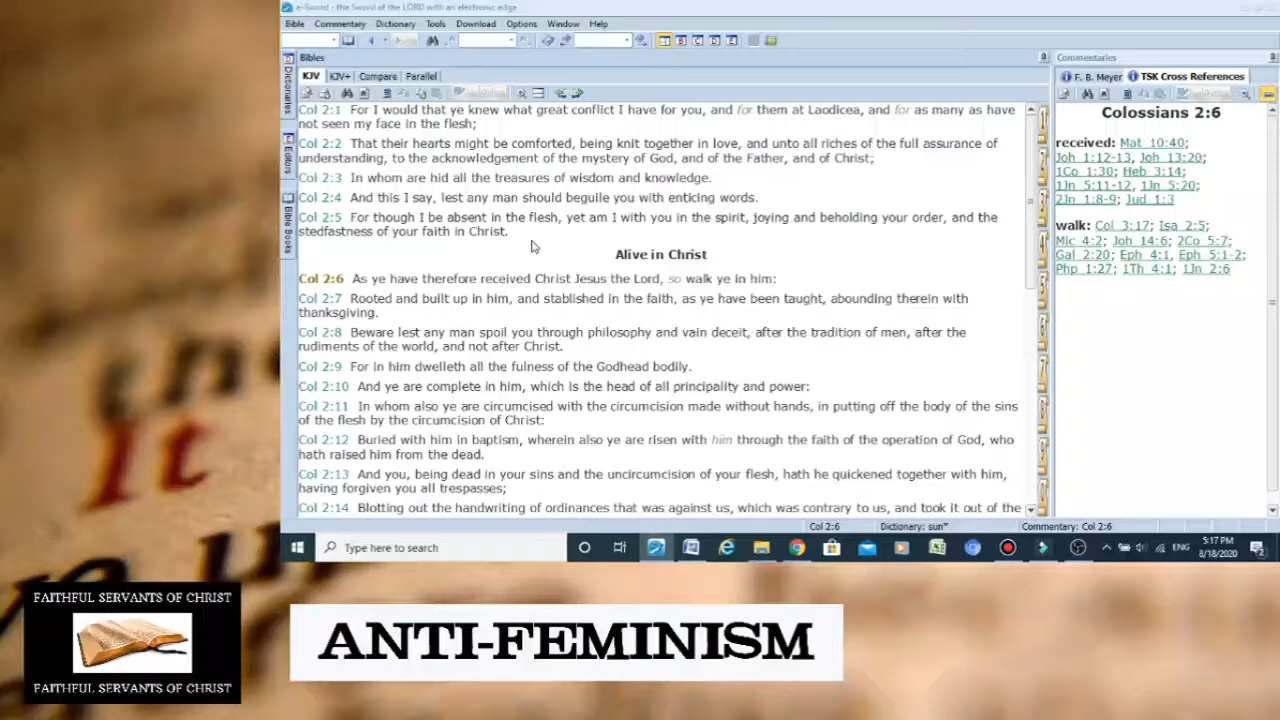 e-Sword - the Sword of the LORD with an electronic edge
Bible Commentary Dictionary Tools Download Options Window Help
Bibles
KJV KJV+ Compare Parallel
Dictionaries
Editors
Bible Books
Col 2:1 For I would that ye knew what great conflict I have for you, and for them at Laodicea, and for as many as have
not seen my face in the flesh;
Col 2:2 That their hearts might be comforted, being knit together in love, and unto all riches of the full assurance of
understanding, to the acknowledgement of the mystery of God, and of the Father, and of Christ;
Col 2:3 In whom are hid all the treasures of wisdom and knowledge.
Col 2:4 And this I say, lest any man should beguile you with enticing words.
Col 2:5 For though I be absent in the flesh, yet am I with you in the spirit, joying and beholding your order, and the
stedfastness of your faith in Christ.
Alive in Christ
Col 2:6 As ye have therefore received Christ Jesus the Lord, so walk ye in him:
Col 2:7 Rooted and built up in him, and stablished in the faith, as ye have been taught, abounding therein with
thanksgiving.
Col 2:8 Beware lest any man spoil you through philosophy and vain deceit, after the tradition of men, after the
rudiments of the world, and not after Christ.
Col 2:9 For in him dwelleth all the fulness of the Godhead bodily.
Col 2:10 And ye are complete in him, which is the head of all principality and power:
Col 2:11 In whom also ye are circumcised with the circumcision made without hands, in putting off the body of the sins
of the flesh by the circumcision of Christ:
Col 2:12 Buried with him in baptism, wherein also ye are risen with him through the faith of the operation of God, who
hath raised him from the dead.
Col 2:13 And you, being dead in your sins and the uncircumcision of your flesh, hath he quickened together with him,
having forgiven you all trespasses;
Col 2:14 Blotting out the handwriting of ordinances that was against us, which was contrary to us, and took it out of the
Commentaries
F. B. Meyer TSK Cross References
Colossians 2:6
received: Mat 10:40;
Joh 1:12-13, Joh 13:20;
1Co 1:30; Heb 3:14;
1Jn 5:11-12, 1Jn 5:20;
2Jn 1:8-9; Jud 1:3
walk: Col 3:17; Isa 2:5;
Mic 4:2; Joh 14:6; 2Co 5:7;
Gal 2:20; Eph 4:1, Eph 5:1-2;
Php 1:27; 1Th 4:1; 1Jn 2:6
Col 2:6 Dictionary: sun* Commentary: Col 2:6
Type here to search
ENG
5:17 PM
8/18/2020
It
FAITHFUL SERVANTS OF CHRIST
FAITHFUL SERVANTS OF CHRIST
ANTI-FEMINISM